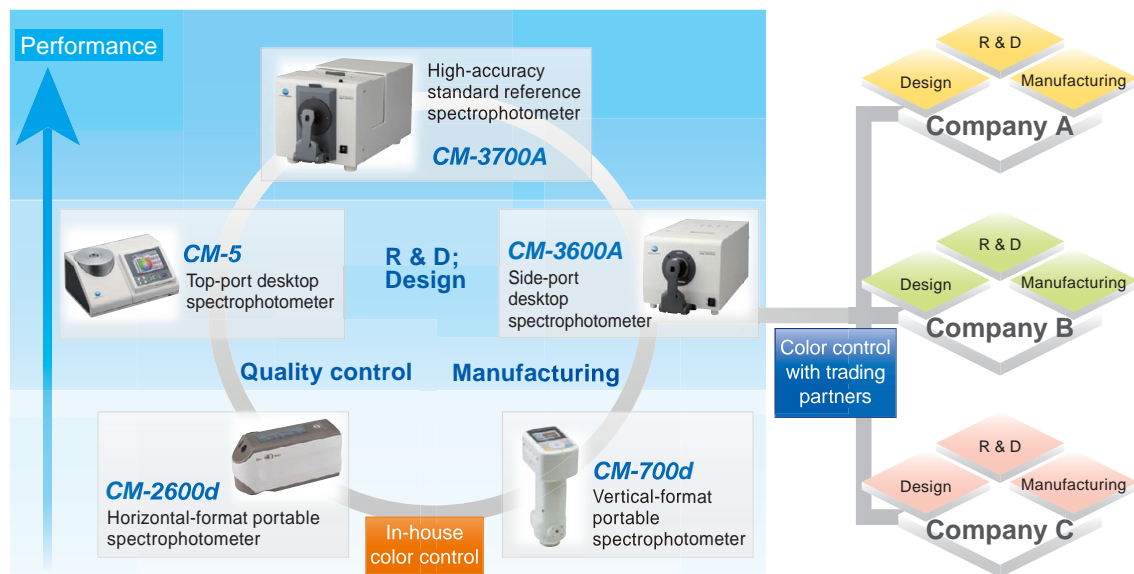 Performance
High-accuracy
standard reference
spectrophotometer
CM-3700A
CM-5
Top-port desktop
spectrophotometer
R & D;
Design
CM-3600A
Side-port
desktop
spectrophotometer
Quality control
Manufacturing
CM-2600d
Horizontal-format portable
spectrophotometer
CM-700d
Vertical-format
portable
spectrophotometer
In-house
color control
Color control
with trading
partners
R & D
Design
Manufacturing
Company A
R & D
Design
Manufacturing
Company B
R & D
Design
Manufacturing
Company C